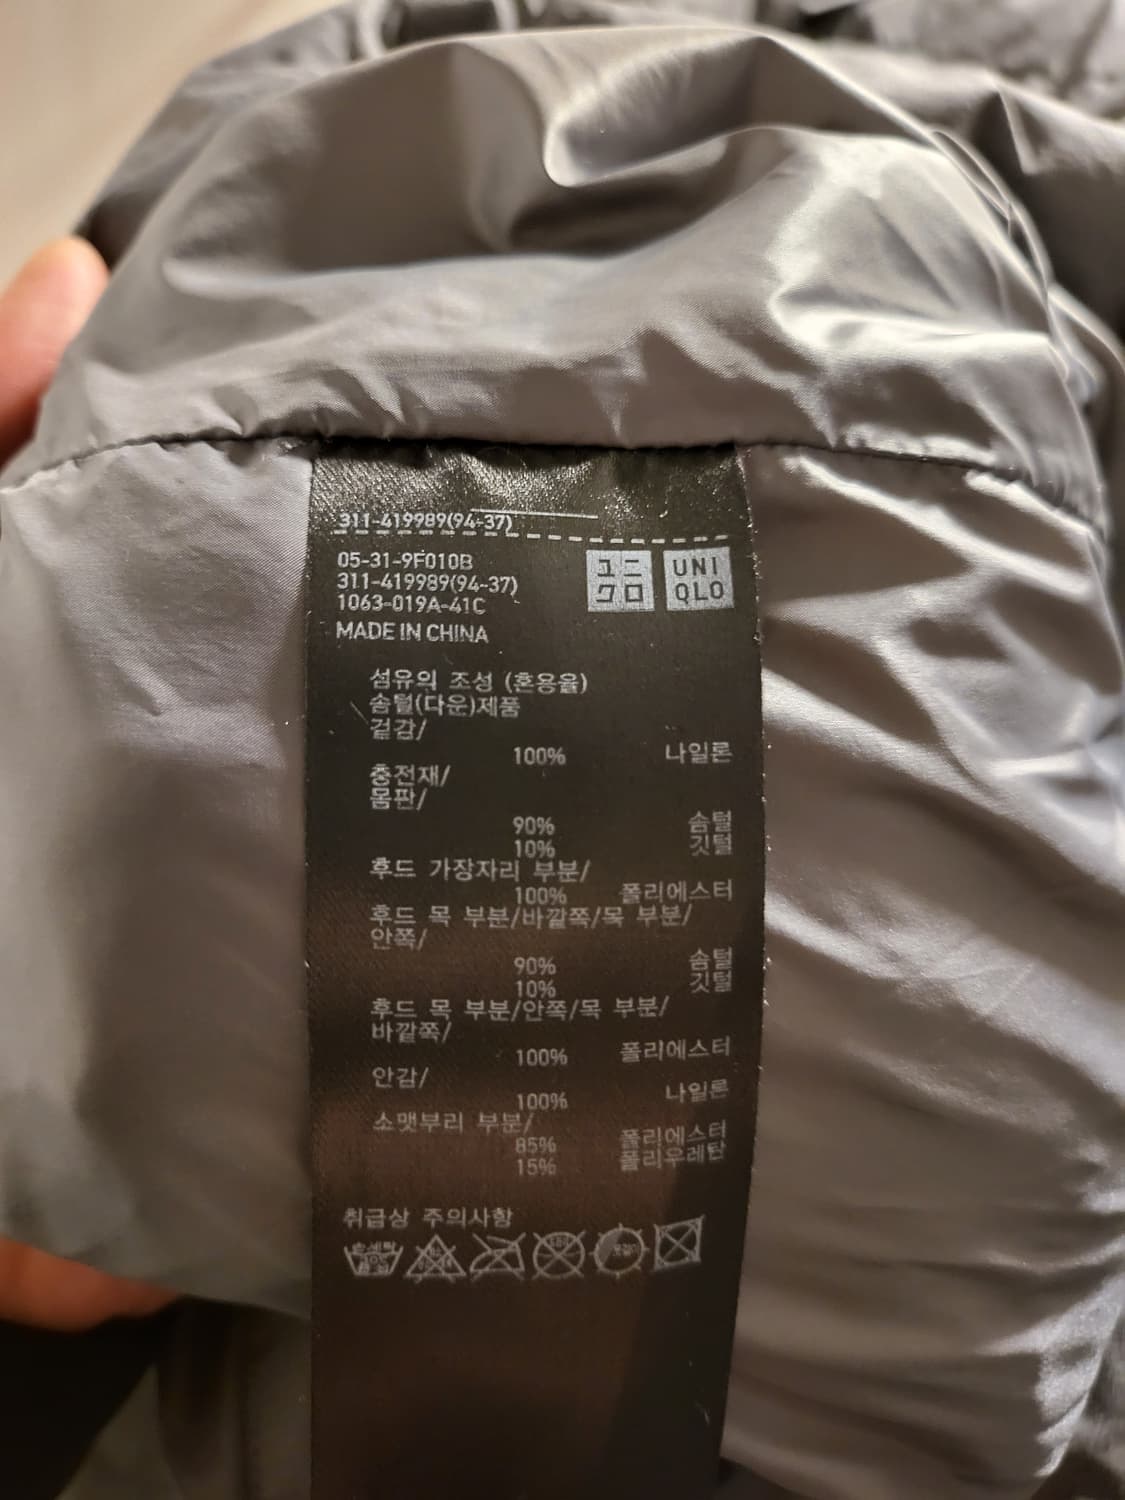 311-419989(94-37)
05-31-9F010B
311-419989(94-37)
1063-019A-41C
MADE IN CHINA
ユニ
クロ
UNI
QLO
섬유의 조성 (혼용율)
솜털(다운)제품
겉감/
100% 나일론
충전재/
몸판/
90% 솜털
10% 깃털
후드 가장자리 부분/
100% 폴리에스터
후드 목 부분/바깥쪽/목 부분/
안쪽/
90% 솜털
10% 깃털
후드 목 부분/안쪽/목 부분/
바깥쪽/
100% 폴리에스터
안감/
100% 나일론
소맷부리 부분/
85% 폴리에스터
15% 폴리우레탄
취급상 주의사항
손세탁